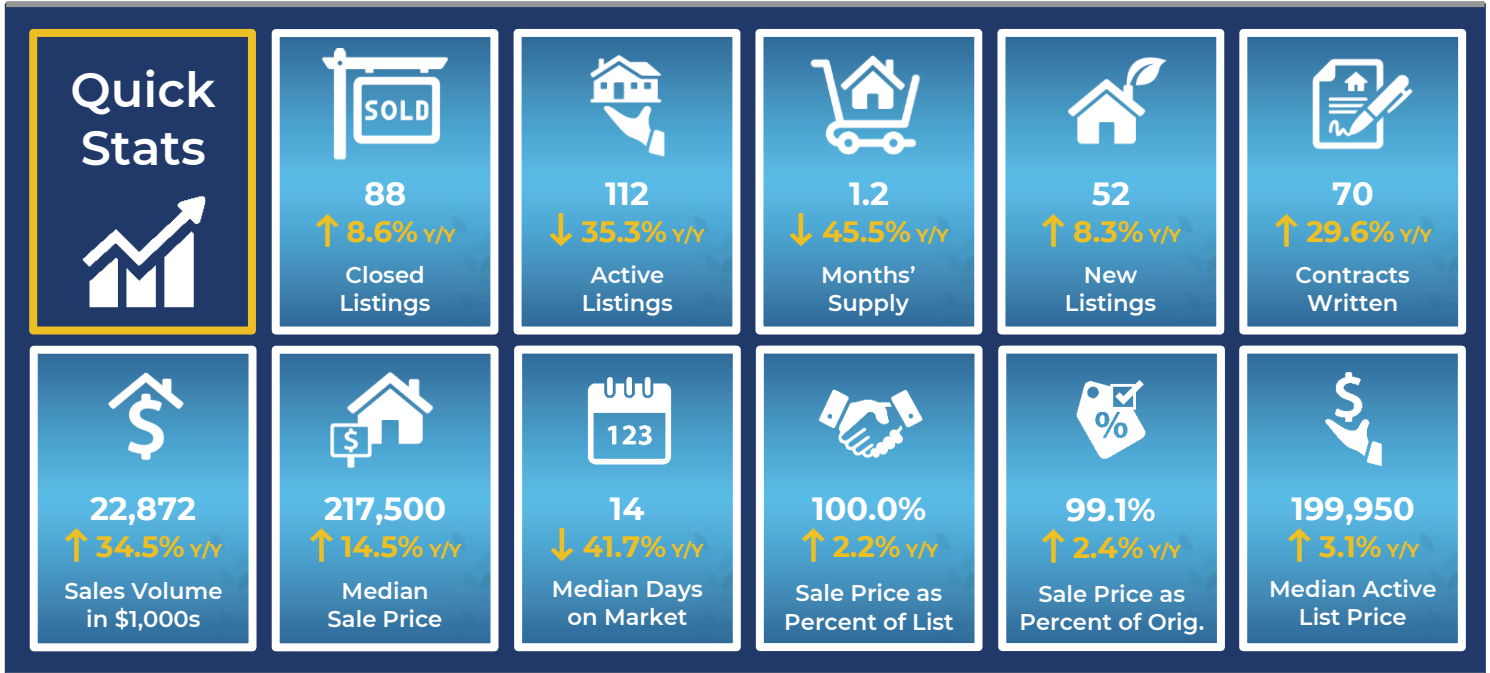 Quick
Stats
SOLD
88
↑ 8.6% Y/Y
Closed
Listings
112
↓ 35.3% Y/Y
Active
Listings
1.2
↓ 45.5% Y/Y
Months’
Supply
52
↑ 8.3% Y/Y
New
Listings
70
↑ 29.6% Y/Y
Contracts
Written
$
22,872
↑ 34.5% Y/Y
Sales Volume
in $1,000s
$
217,500
↑ 14.5% Y/Y
Median
Sale Price
123
14
↓ 41.7% Y/Y
Median Days
on Market
100.0%
↑ 2.2% Y/Y
Sale Price as
Percent of List
%
99.1%
↑ 2.4% Y/Y
Sale Price as
Percent of Orig.
$
199,950
↑ 3.1% Y/Y
Median Active
List Price